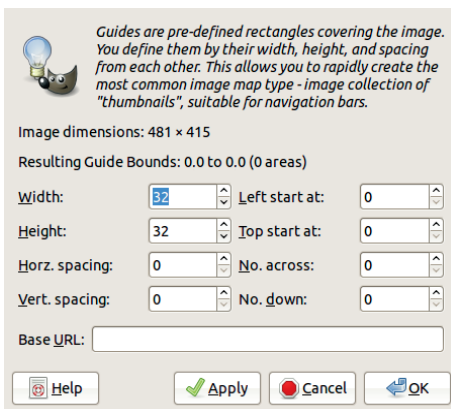 Guides are pre-defined rectangles covering the image.
You define them by their width, height, and spacing
from each other. This allows you to rapidly create the
most common image map type - image collection of
"thumbnails", suitable for navigation bars.
Image dimensions: 481 × 415
Resulting Guide Bounds: 0.0 to 0.0 (0 areas)
Width: 32 Left start at: 0
Height: 32 Top start at: 0
Horz. spacing: 0 No. across: 0
Vert. spacing: 0 No. down: 0
Base URL:
Help Apply Cancel OK